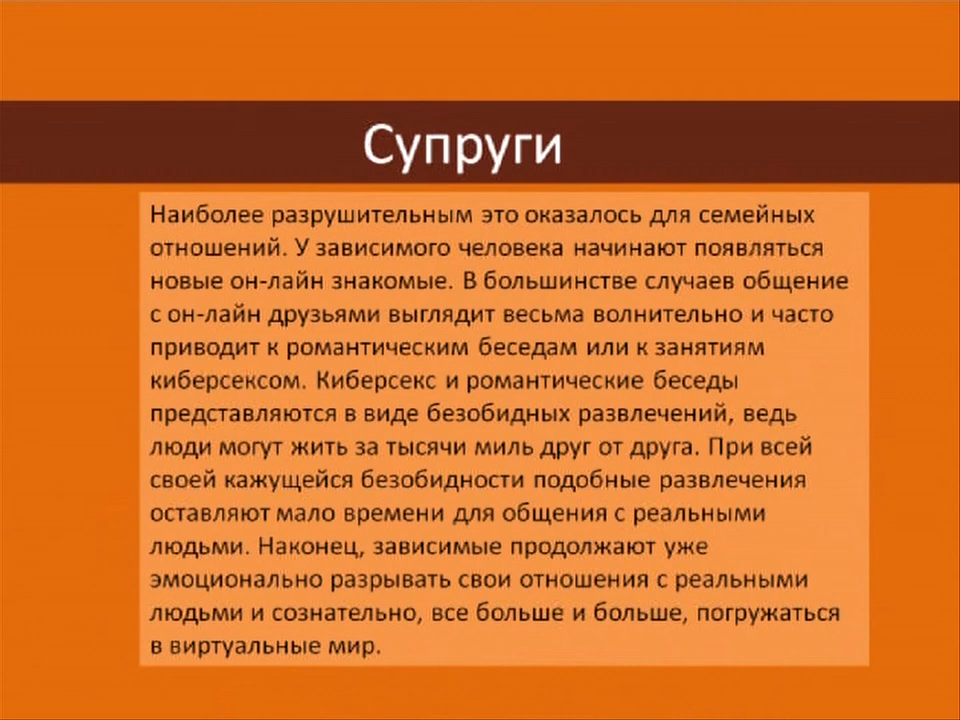 Супруги
Наиболее разрушительным это оказалось для семейных
отношений. У зависимого человека начинают появляться
новые он-лайн знакомые. В большинстве случаев общение
с он-лайн друзьями выглядит весьма волнительно и часто
приводит к романтическим беседам или к занятиям
киберсексом. Киберсекс и романтические беседы
представляются в виде безобидных развлечений, ведь
люди могут жить за тысячи миль друг от друга. При всей
своей кажущейся безобидности подобные развлечения
оставляют мало времени для общения с реальными
людьми. Наконец, зависимые продолжают уже
эмоционально разрывать свои отношения с реальными
людьми и сознательно, все больше и больше, погружаться
в виртуальные мир.